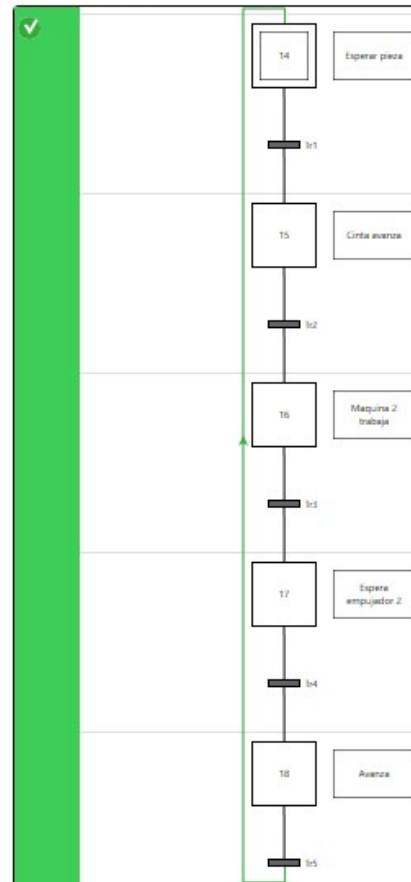 14
Esperar pieza
Tr1
15
Cinta avanza
Tr2
16
Maquina 2
trabaja
Tr3
17
Espera
empujador 2
Tr4
18
Avanza
Tr5